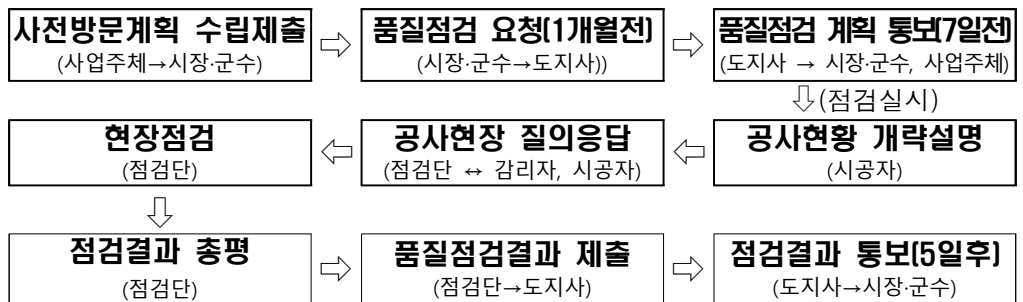 사전방문계획 수립제출
(사업주체→시장·군수)
품질점검 요청(1개월전)
(시장·군수→도지사))
품질점검 계획 통보(7일전)
(도지사 → 시장·군수, 사업주체)
(점검실시)
공사현황 개략설명
(시공자)
공사현장 질의응답
(점검단 ↔ 감리자, 시공자)
현장점검
(점검단)
점검결과 총평
(점검단)
품질점검결과 제출
(점검단→도지사)
점검결과 통보(5일후)
(도지사→시장·군수)